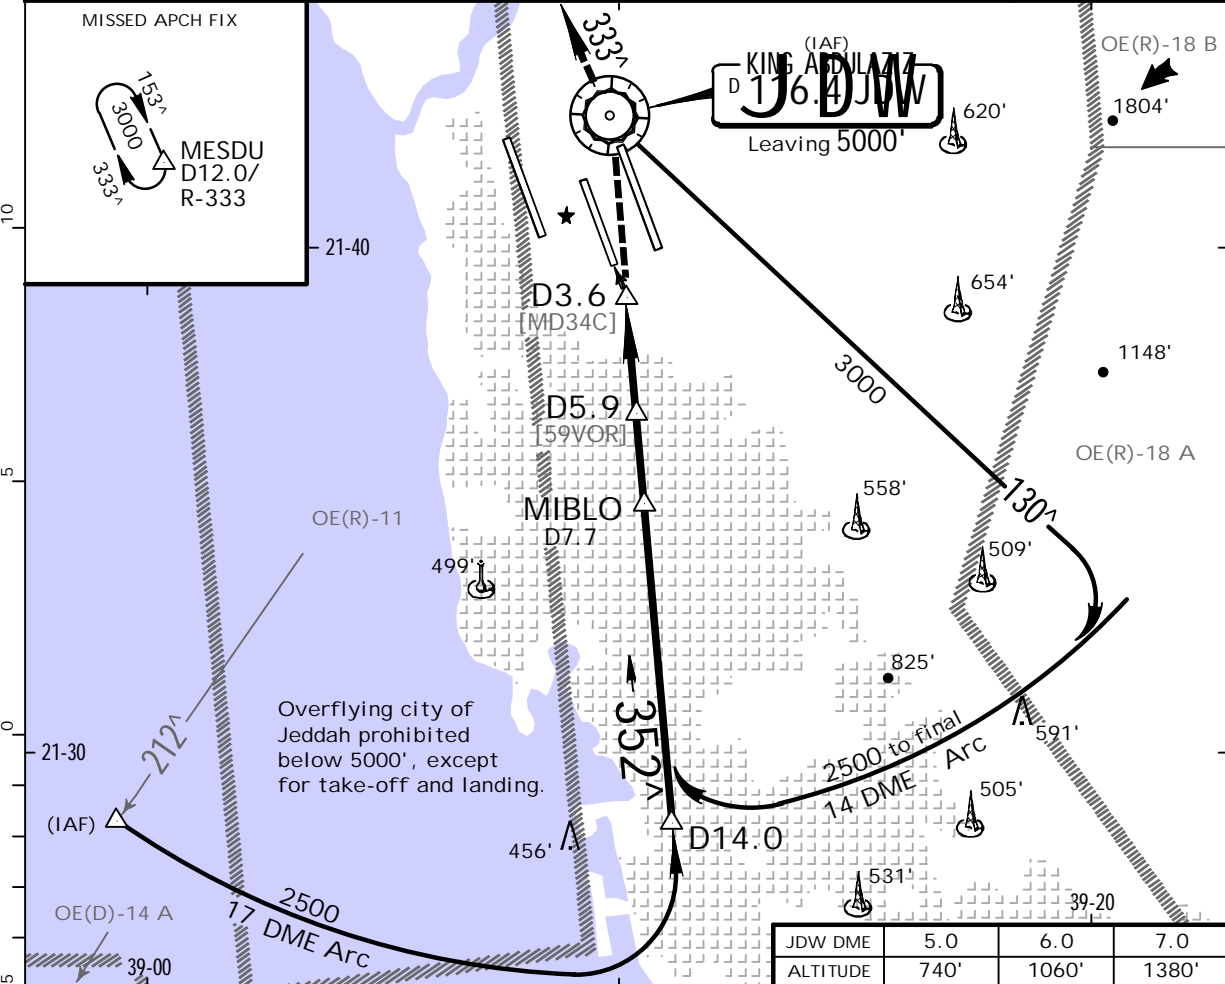 MISSED APCH FIX
153^
3000
333^
MESDU
D12.0/
R-333
333^
(IAF)
KING ABDULAZIZ
D 116.4 JDW
JDW
Leaving 5000'
OE(R)-18 B
1804'
620'
10
21-40
654'
D3.6
[MD34C]
1148'
3000
D5.9
[59VOR]
OE(R)-18 A
5
558'
130^
MIBLO
D7.7
OE(R)-11
509'
499'
825'
Overflying city of
Jeddah prohibited
below 5000', except
for take-off and landing.
352^
212^
591'
0
21-30
2500 to final
14 DME Arc
505'
(IAF)
D14.0
456'
531'
2500
17 DME Arc
OE(D)-14 A
39-20
39-00
5
JDW DME 5.0 6.0 7.0
ALTITUDE 740' 1060' 1380'